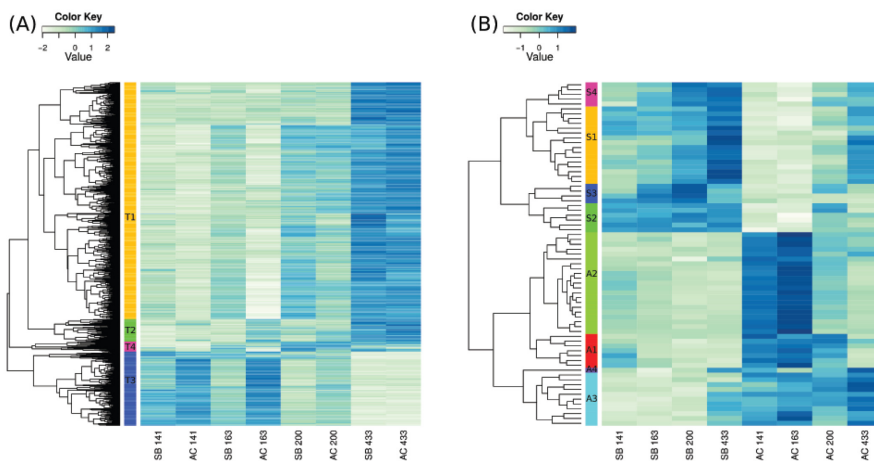 (A)
Color Key
-2 0 1 2
Value
T1
T2
T4
T3
SB 141
AC 141
SB 163
AC 163
SB 200
AC 200
SB 433
AC 433
(B)
Color Key
-1 0 1
Value
S4
S1
S3
S2
A2
A1
A4
A3
SB 141
SB 163
SB 200
SB 433
AC 141
AC 163
AC 200
AC 433